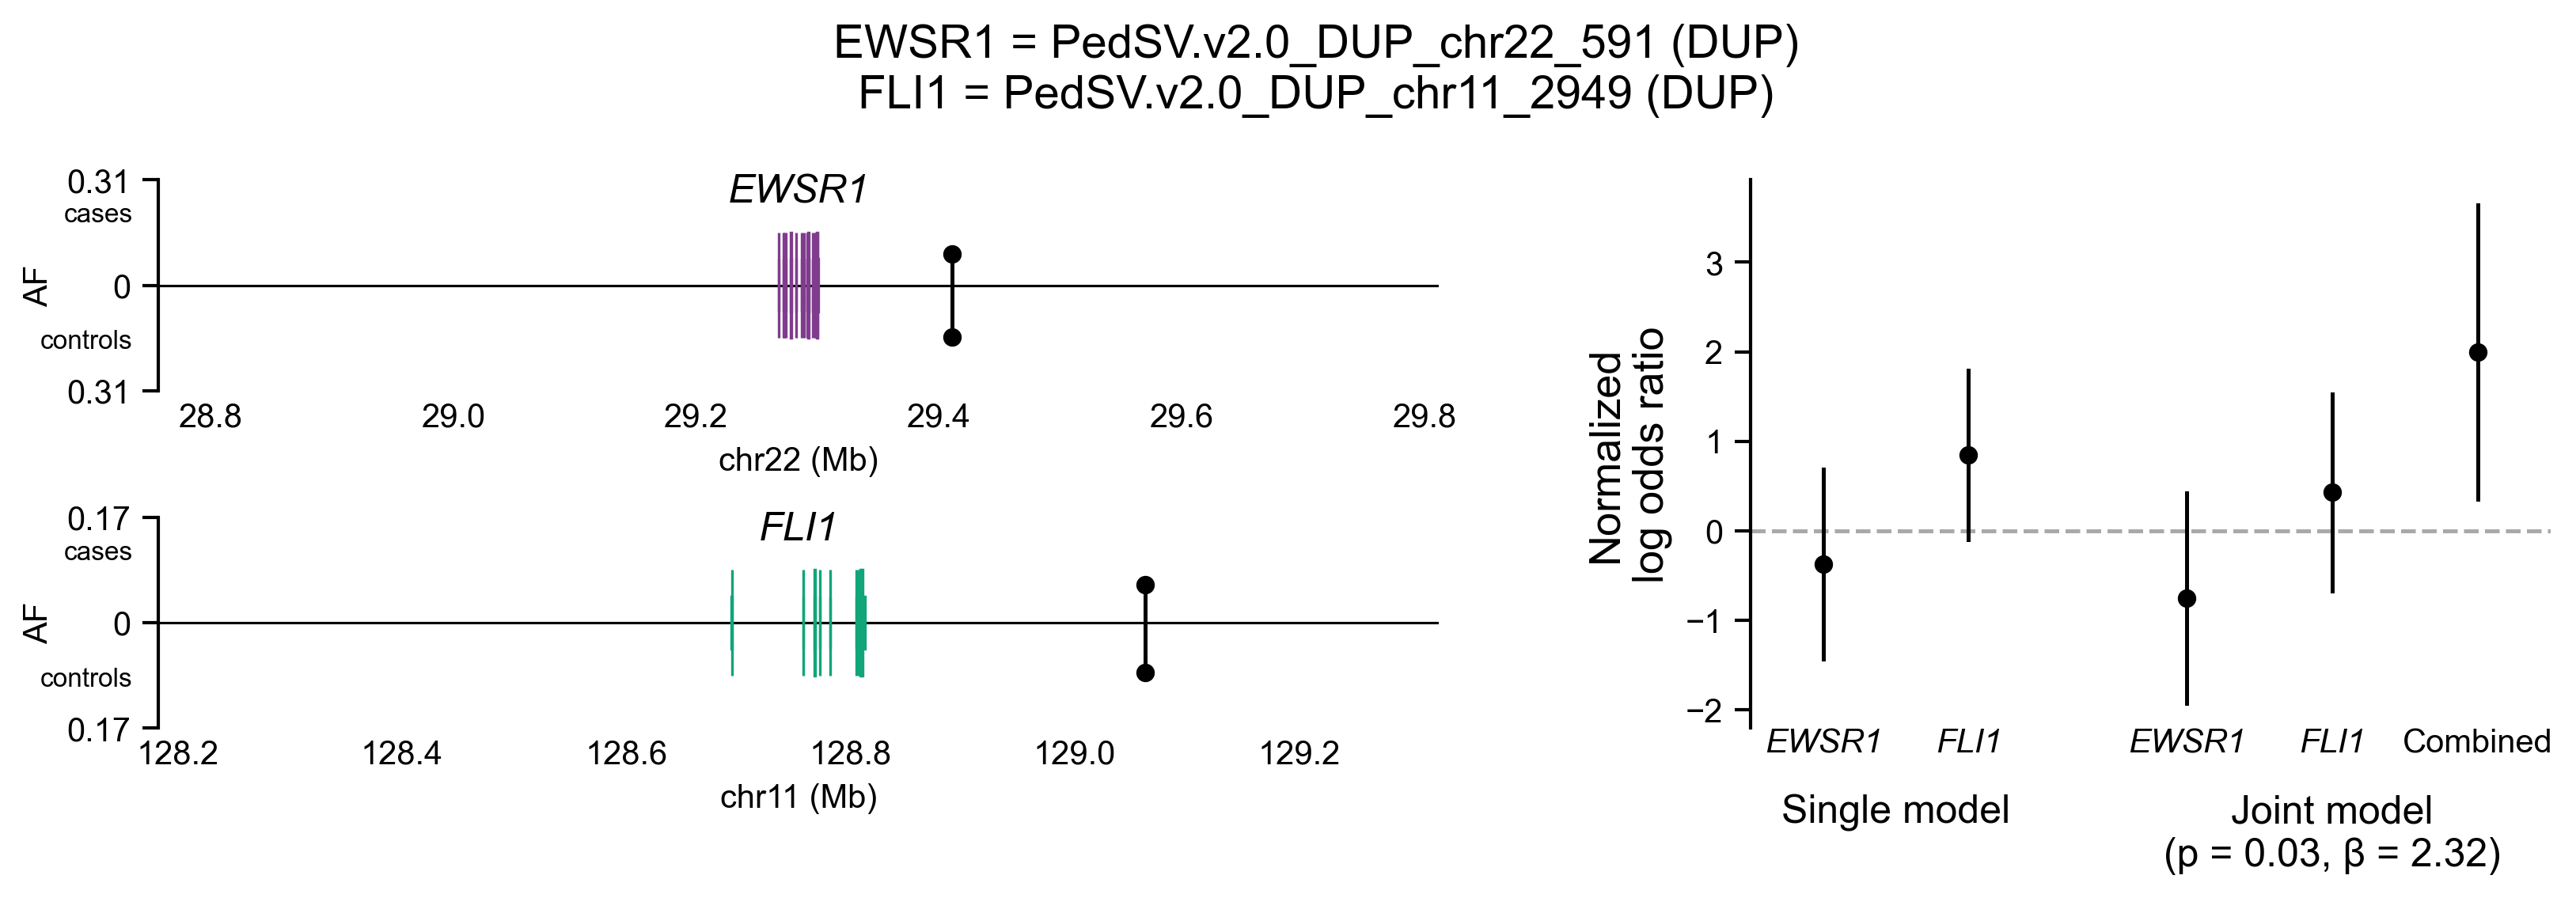 EWSR1 = PedSV.v2.0_DUP_chr22_591 (DUP)
FLI1 = PedSV.v2.0_DUP_chr11_2949 (DUP)
EWSR1
0.31
cases
0
controls
0.31
AF
28.8 29.0 29.2 29.4 29.6 29.8
chr22 (Mb)
FLI1
0.17
cases
0
controls
0.17
AF
128.2 128.4 128.6 128.8 129.0 129.2
chr11 (Mb)
Normalized
log odds ratio
3
2
1
0
−1
−2
EWSR1 FLI1 EWSR1 FLI1 Combined
Single model Joint model
(p = 0.03, β = 2.32)